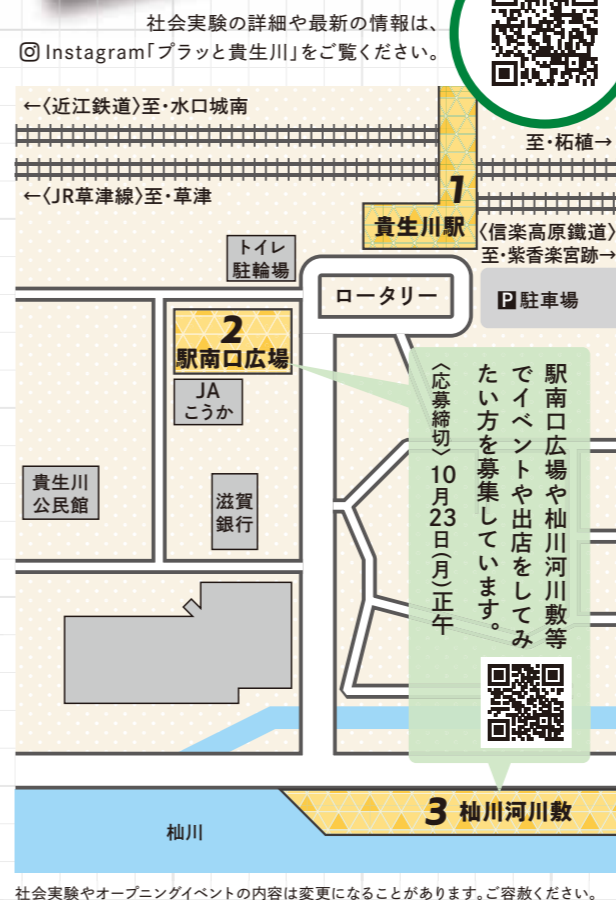 社会実験の詳細や最新の情報は、
Instagram「プラッと貴生川」をご覧ください。
←〈近江鉄道〉至・水口城南
至・柘植→
←〈JR草津線〉至・草津
1
貴生川駅
〈信楽高原鐵道〉
至・紫香楽宮跡→
トイレ
駐輪場
ロータリー
P駐車場
2
駅南口広場
JA
こうか
貴生川
公民館
滋賀
銀行
駅南口広場や杣川河川敷等
でイベントや出店をしてみ
たい方を募集しています。
〈応募締切〉10月23日(月)正午
3 杣川河川敷
杣川
社会実験やオープニングイベントの内容は変更になることがあります。ご容赦ください。